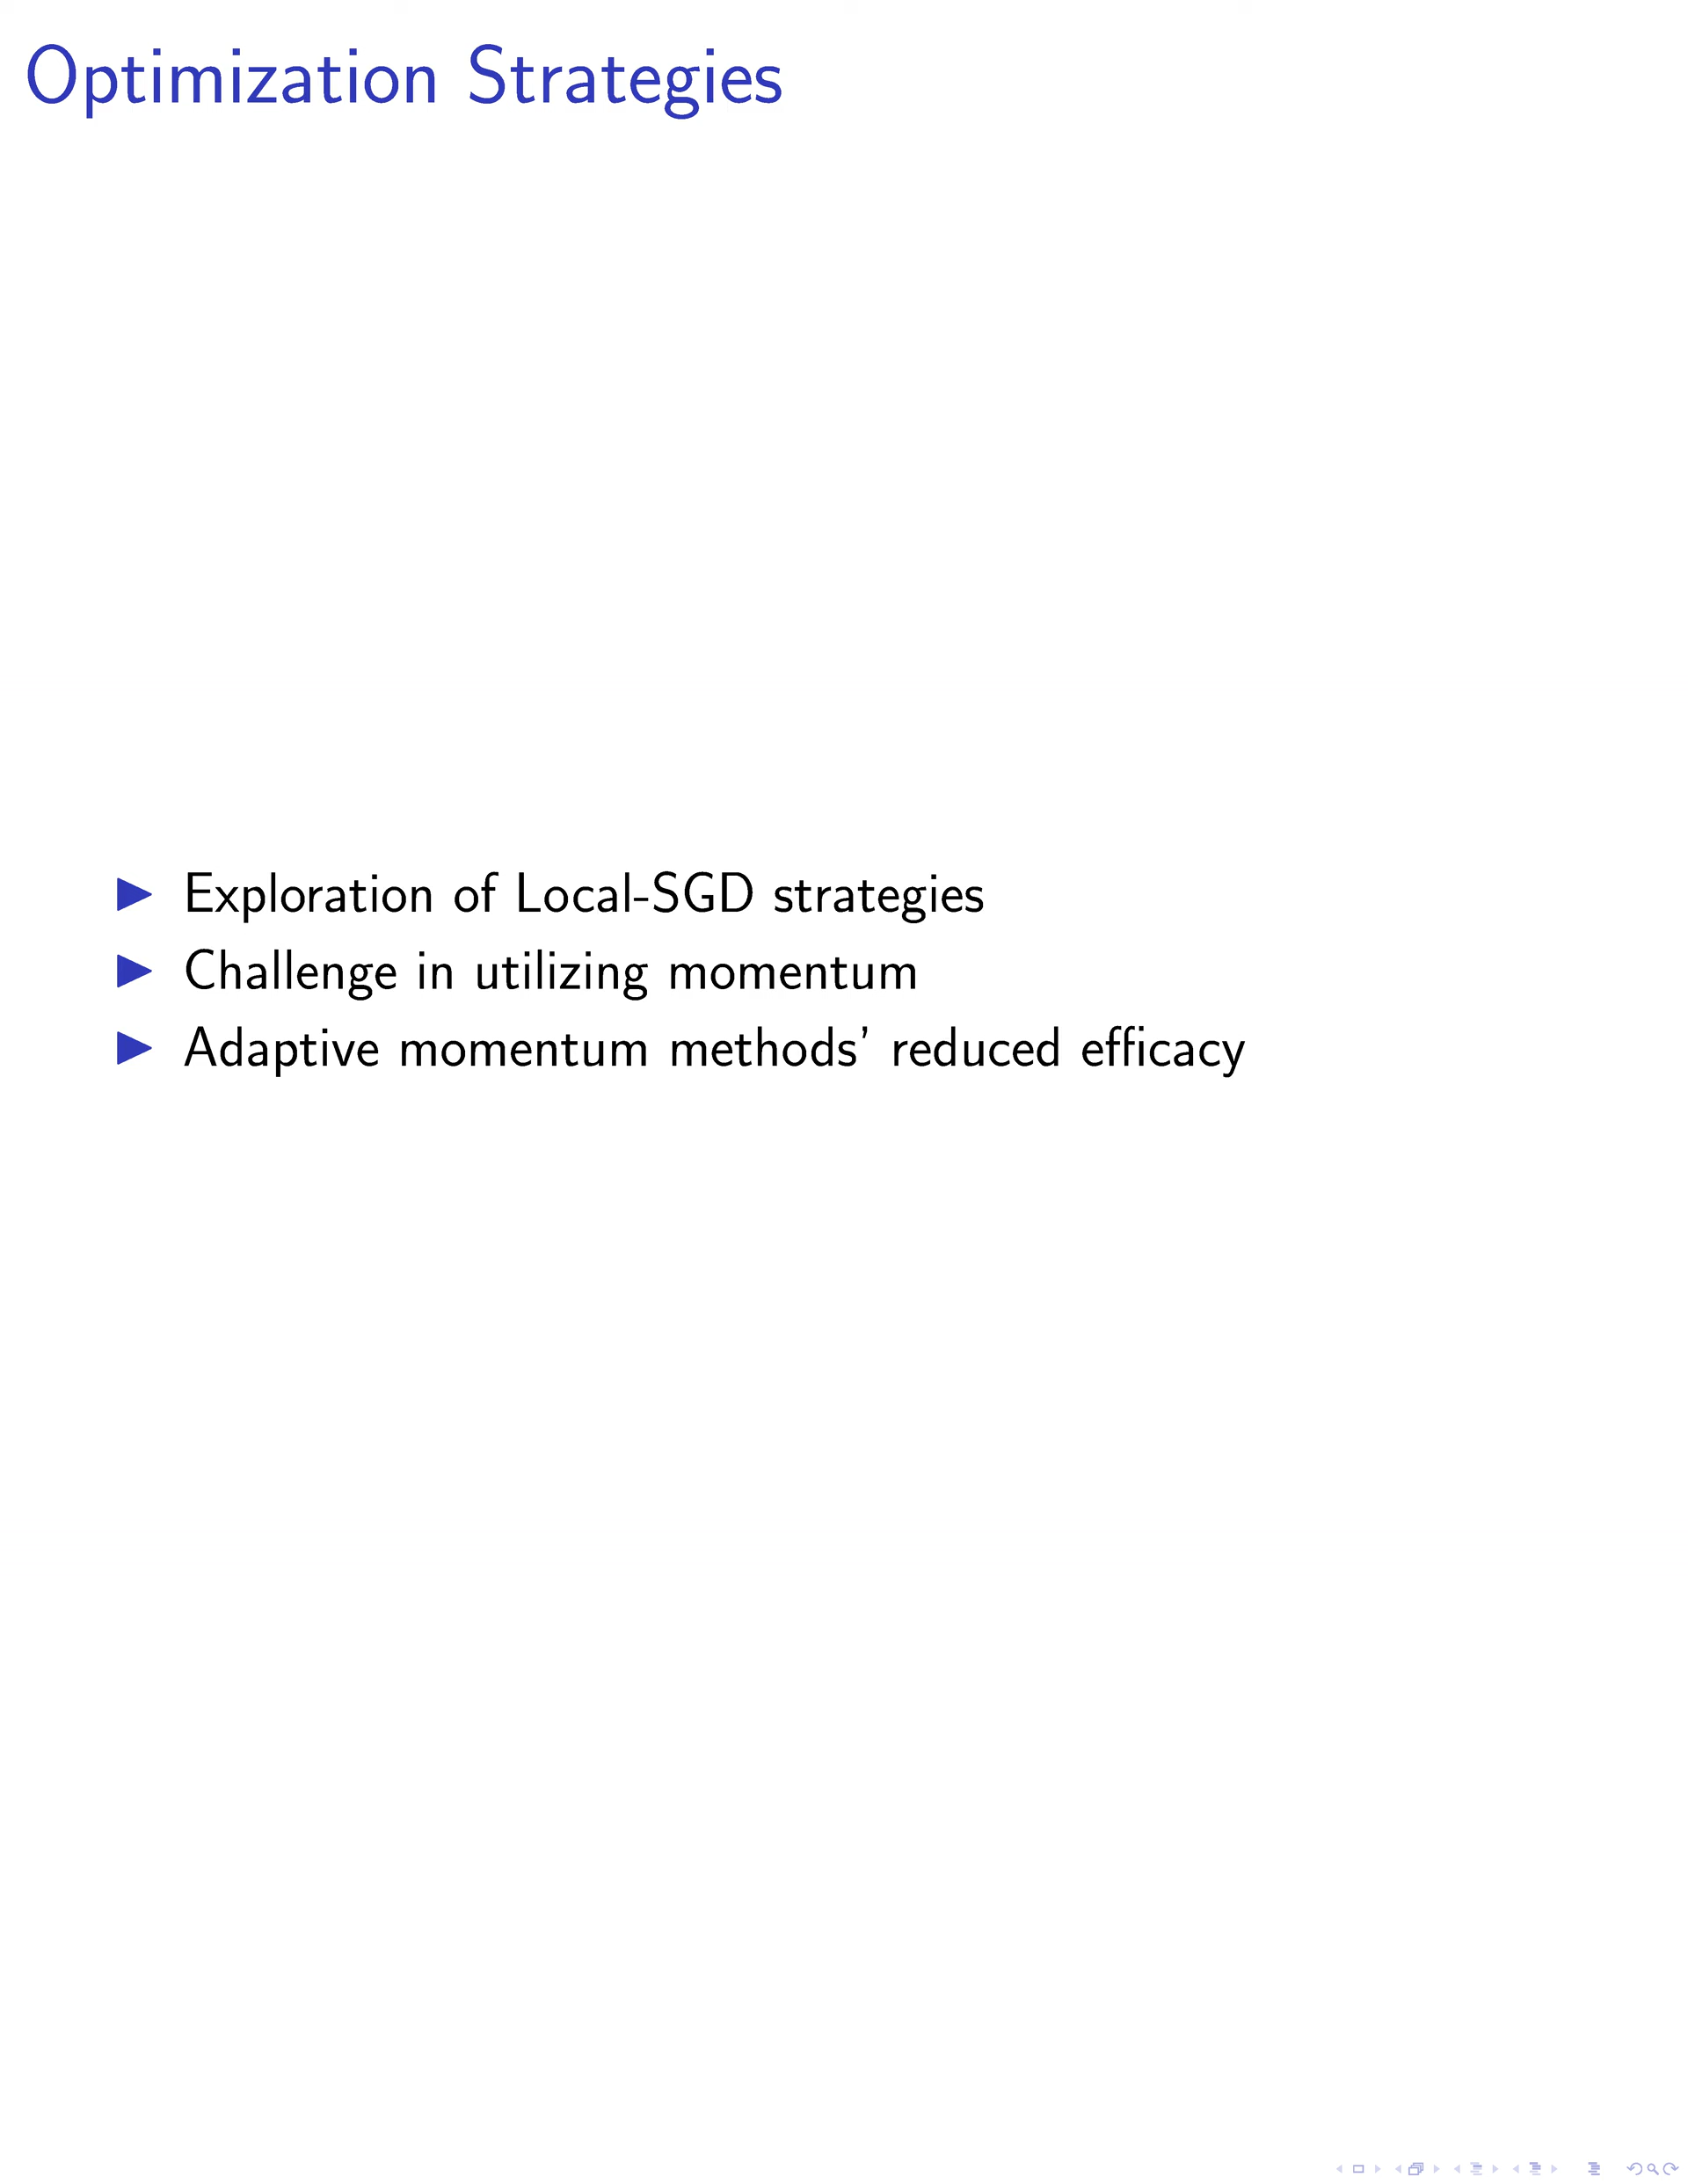 Optimization Strategies
Exploration of Local-SGD strategies
Challenge in utilizing momentum
Adaptive momentum methods’ reduced efficacy